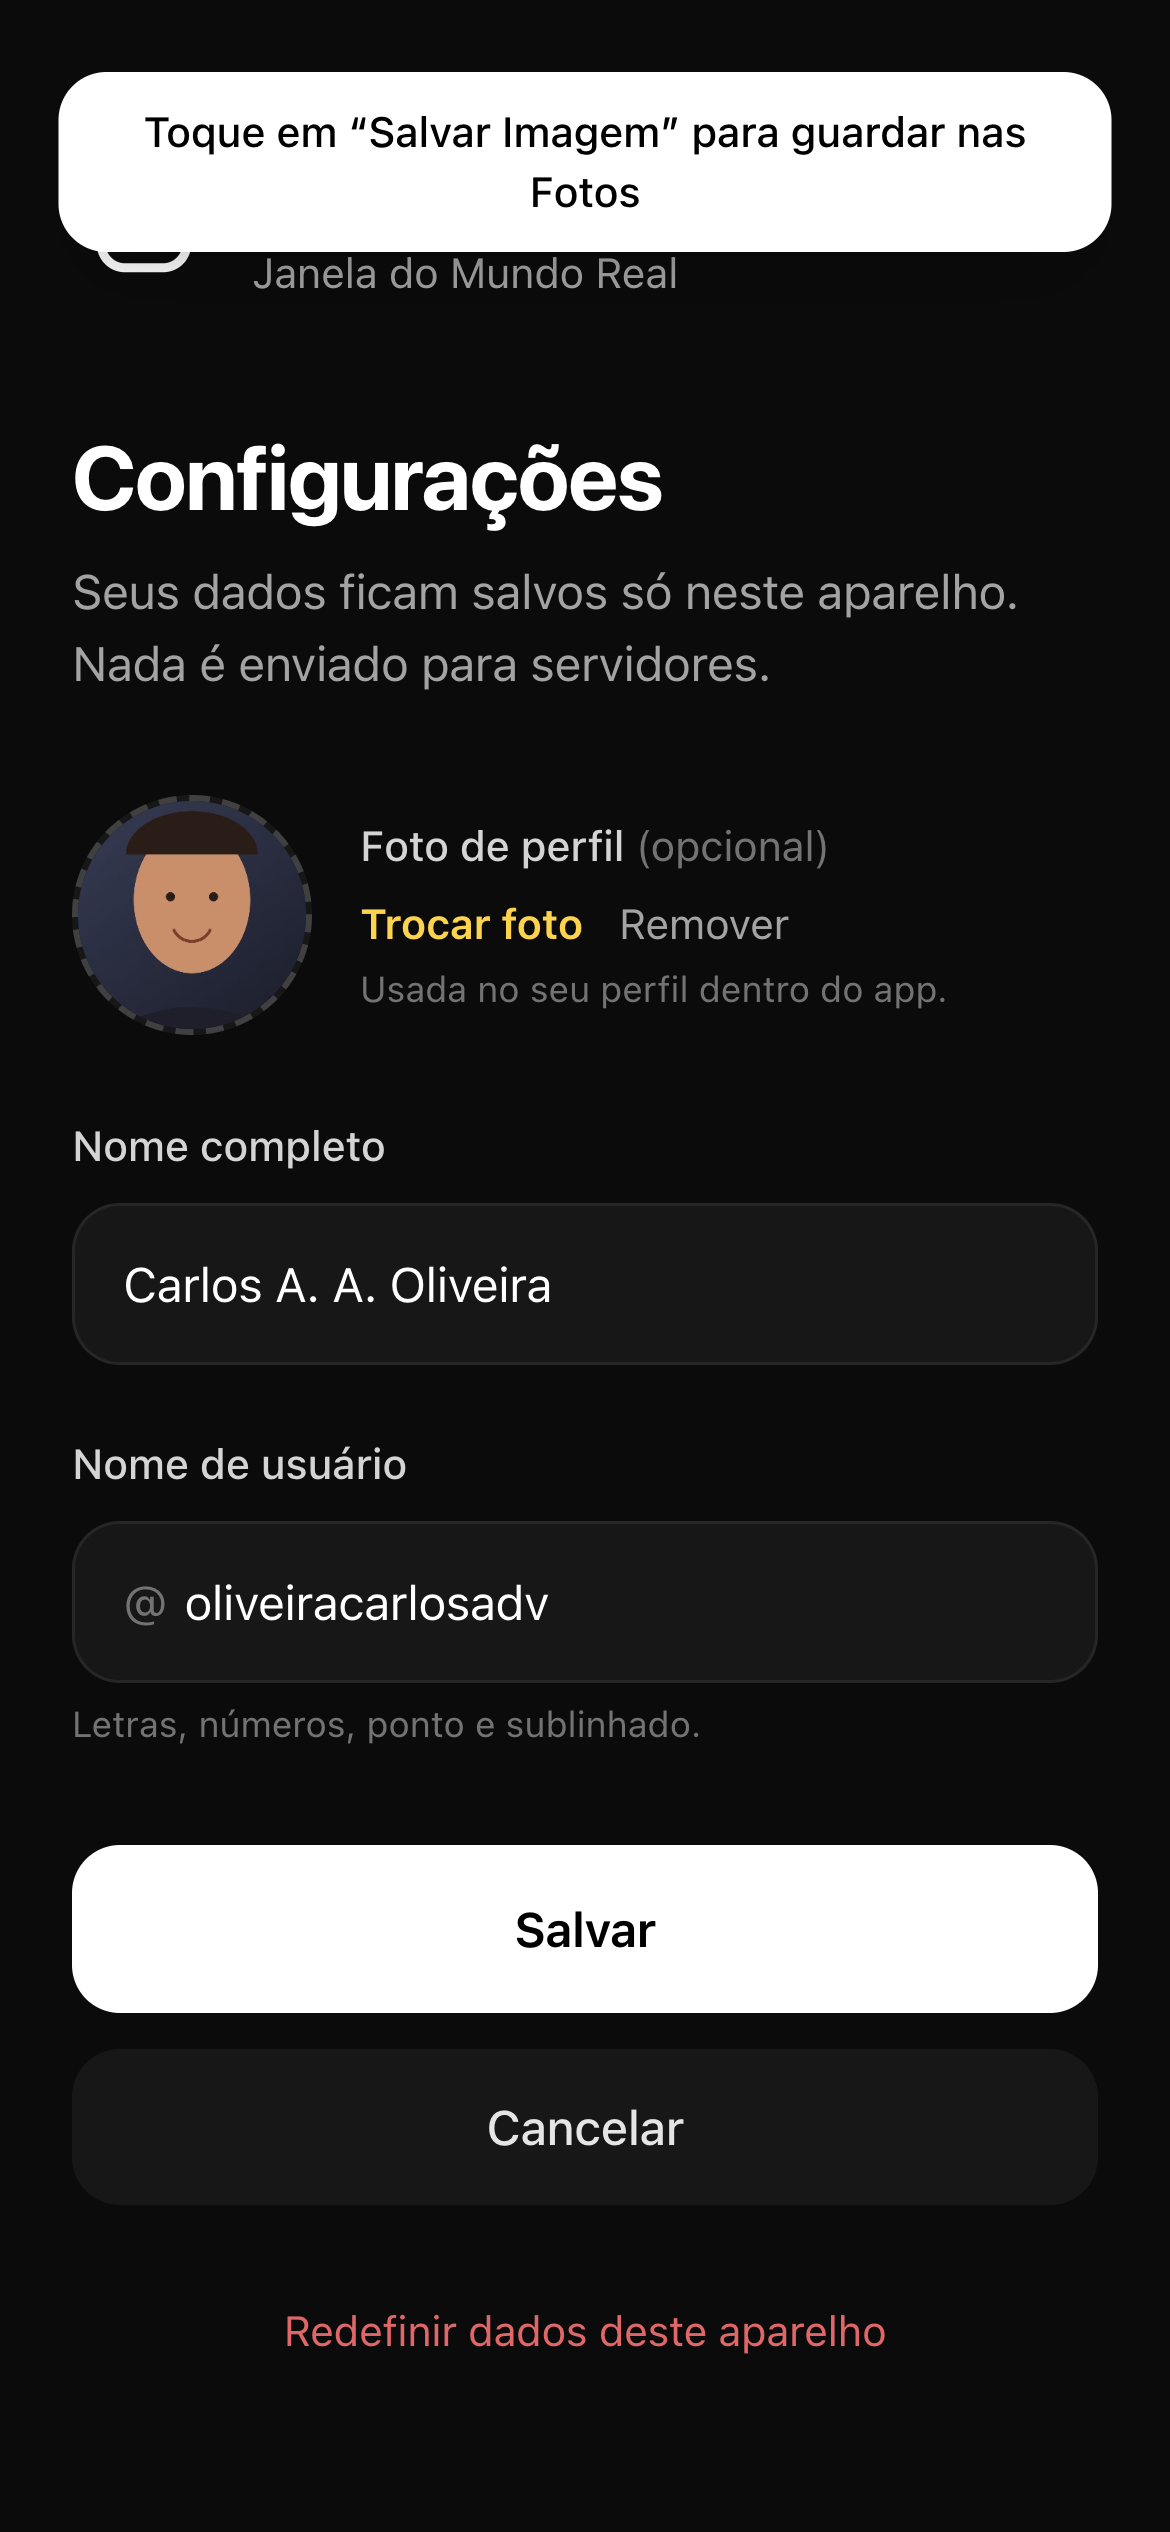 Toque em “Salvar Imagem” para guardar nas
Fotos
Janela do Mundo Real
Configurações
Seus dados ficam salvos só neste aparelho.
Nada é enviado para servidores.
Foto de perfil (opcional)
Trocar foto Remover
Usada no seu perfil dentro do app.
Nome completo
Carlos A. A. Oliveira
Nome de usuário
@ oliveiracarlosadv
Letras, números, ponto e sublinhado.
Salvar
Cancelar
Redefinir dados deste aparelho